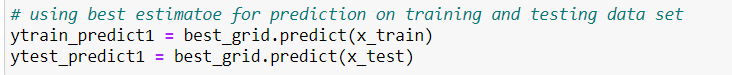 # using best estimatoe for prediction on training and testing data set
ytrain_predict1 = best_grid.predict(x_train)
ytest_predict1 = best_grid.predict(x_test)